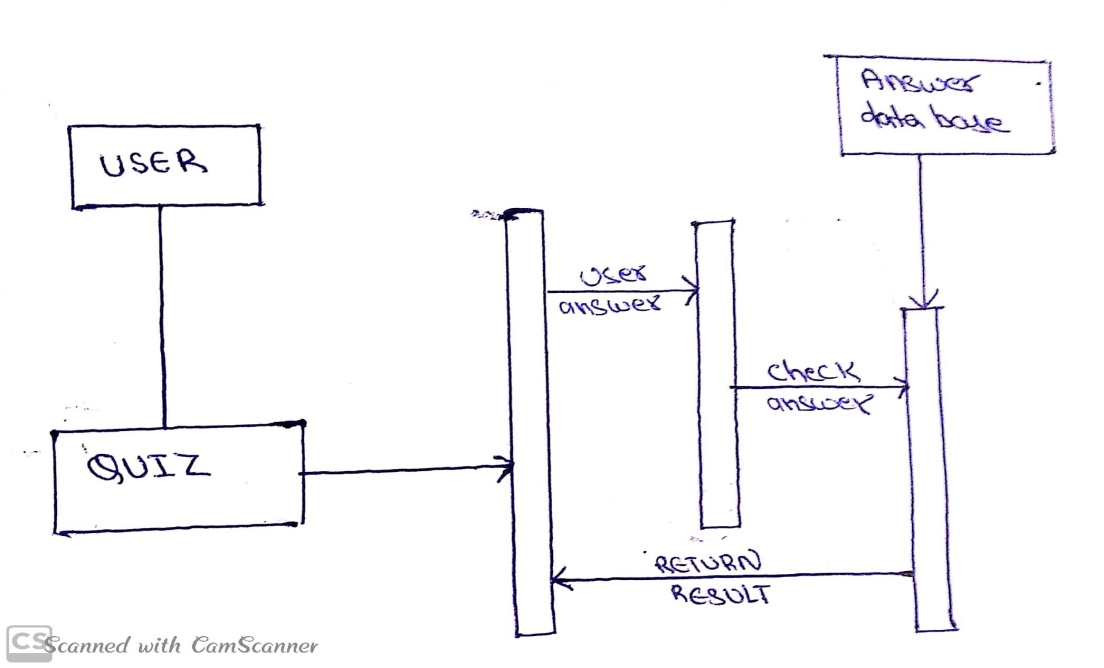 Answer
data base
USER
User
answer
check
answer
QUIZ
RETURN
RESULT
CS Scanned with CamScanner